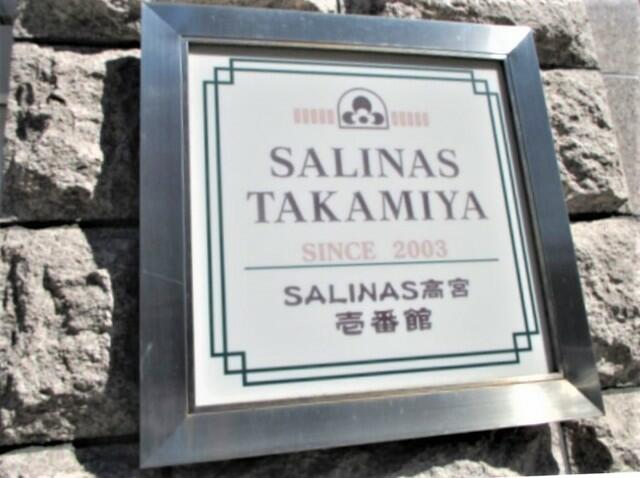 SALINAS
TAKAMIYA
SINCE 2003
SALINAS高宮
壱番館